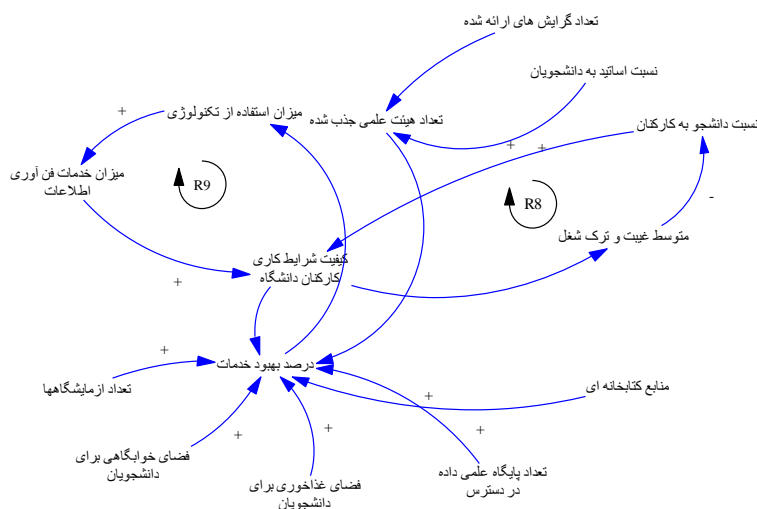 تعداد گرایش های ارائه شده
نسبت اساتید به دانشجویان
+
میزان استفاده از تکنولوژی
تعداد هیئت علمی جذب شده
نسبت دانشجو به کارکنان
+
+
میزان خدمات فن آوری
اطلاعات
R9
R8
-
متوسط غیبت و ترک شغل
کیفیت شرایط کاری
کارکنان دانشگاه
+
+
درصد بهبود خدمات
تعداد ازمایشگاهها
منابع کتابخانه ای
+
+
+
+
فضای خوابگاهی برای
دانشجویان
فضای غذاخوری برای
دانشجویان
تعداد پایگاه علمی داده
در دسترس